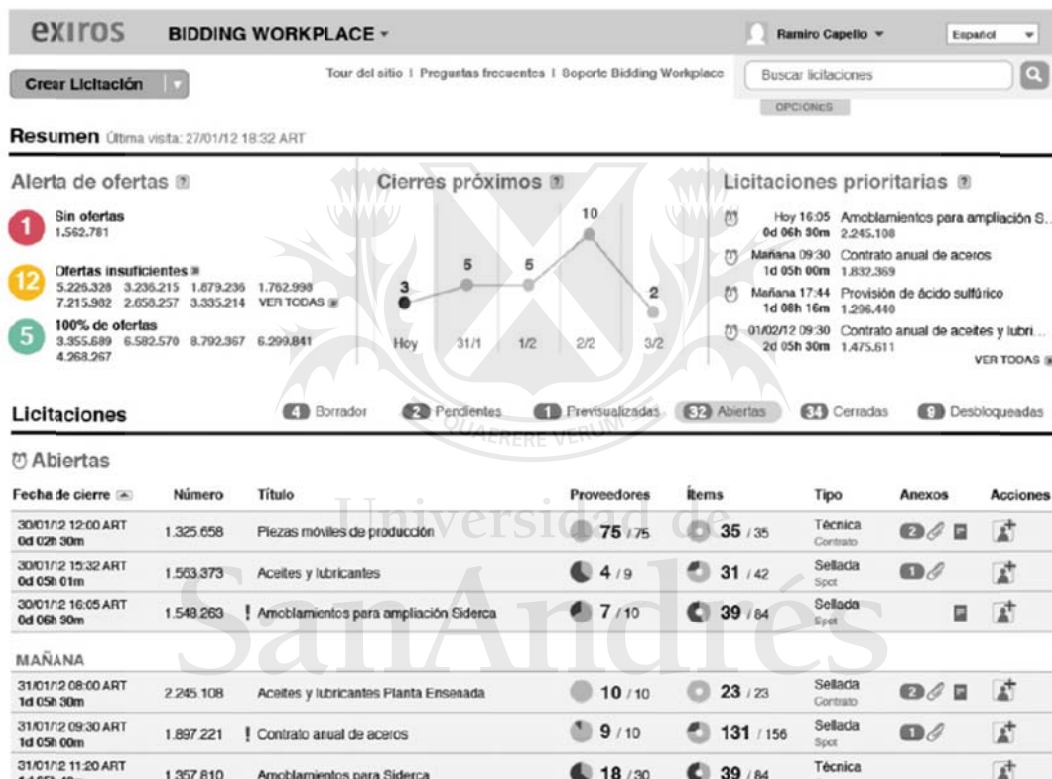 exiros BIDDING WORKPLACE
Ramiro Capello Español
Crear Licitación
Tour del sitio | Preguntas frecuentes | Soporte Bidding Workplace
Buscar licitaciones
OPCIONES
Resumen Última visita: 27/01/12 18:32 ART
Alerta de ofertas ?
1 Sin ofertas
1.562.781
12 Ofertas insuficientes
5.226.328 3.236.215 1.879.236 1.762.998
7.215.982 2.658.257 3.335.214 VER TODAS
5 100% de ofertas
3.355.689 6.582.570 8.792.367 6.299.841
4.268.267
Cierres próximos ?
3 5 5 10 2
Hoy 31/1 1/2 2/2 3/2
Licitaciones prioritarias ?
Hoy 16:05 Amoblamientos para ampliación S...
0d 06h 30m 2.245.108
Mañana 09:30 Contrato anual de aceros
1d 05h 00m 1.832.369
Mañana 17:44 Provisión de ácido sulfúrico
1d 08h 16m 1.296.440
01/02/12 09:30 Contrato anual de aceites y lubri...
2d 05h 30m 1.475.611
VER TODAS
Licitaciones 4 Borrador 2 Pendientes 1 Previsualizadas 32 Abiertas 34 Cerradas 9 Desbloqueadas
QUAERERE VERUM
Abiertas
Fecha de cierre Número Título Proveedores Ítems Tipo Anexos Acciones
30/01/12 12:00 ART 1.325.658 Piezas móviles de producción 75 / 75 35 / 35 Técnica 2
0d 02h 30m Contrato
30/01/12 15:32 ART 1.563.373 Aceites y lubricantes 4 / 9 31 / 42 Sellada 1
0d 05h 01m Spot
30/01/12 16:05 ART 1.548.263 ! Amoblamientos para ampliación Siderca 7 / 10 39 / 84 Sellada
0d 06h 30m Spot
MAÑANA
31/01/12 08:00 ART 2.245.108 Aceites y lubricantes Planta Ensenada 10 / 10 23 / 23 Sellada 2
1d 05h 30m Contrato
31/01/12 09:30 ART 1.897.221 ! Contrato anual de aceros 9 / 10 131 / 156 Sellada 1
1d 05h 00m Spot
31/01/12 11:20 ART 1.357.810 Amoblamientos para Siderca 18 / 30 39 / 84 Técnica
Universidad de
SanAndrés